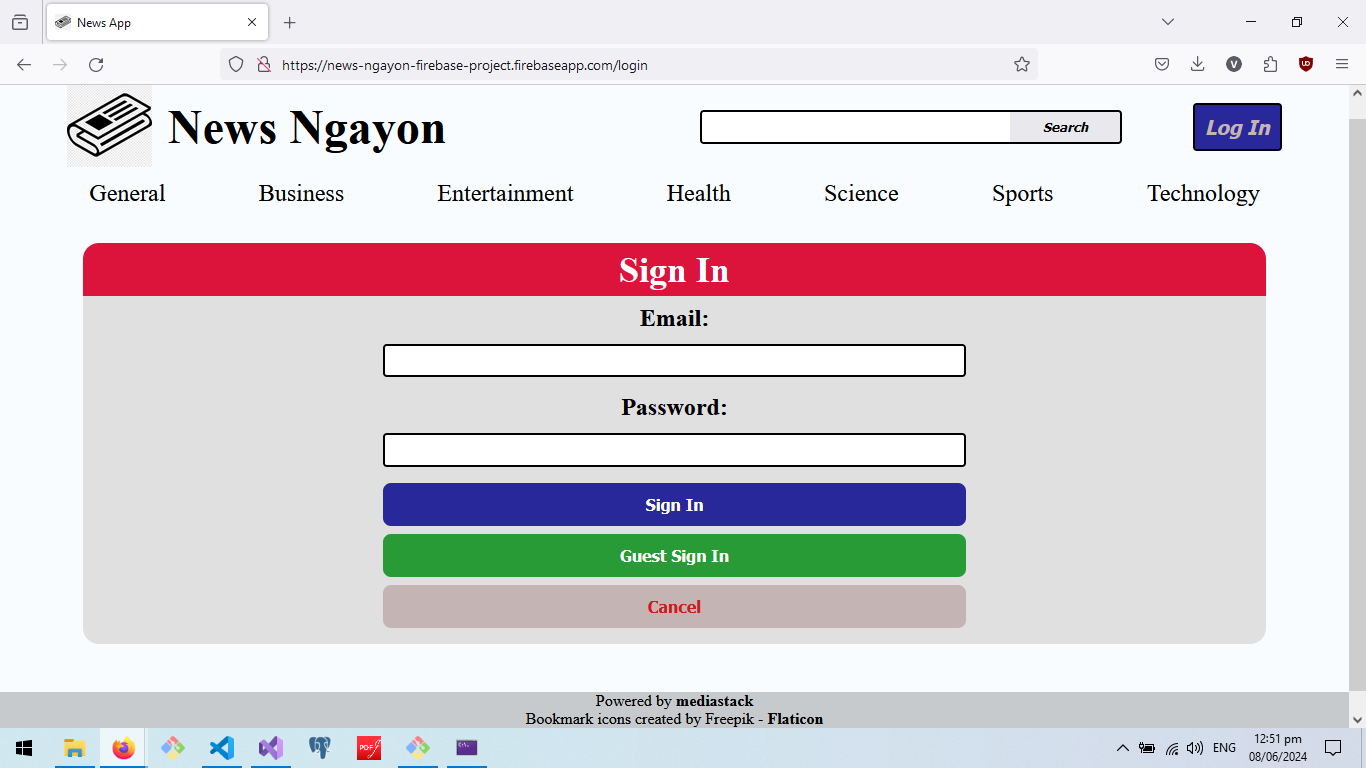 News App
https://news-ngayon-firebase-project.firebaseapp.com/login
V
News Ngayon
Search
Log In
General Business Entertainment Health Science Sports Technology
Sign In
Email:
Password:
Sign In
Guest Sign In
Cancel
Powered by mediastack
Bookmark icons created by Freepik - Flaticon
PDF
ENG
12:51 pm
08/06/2024